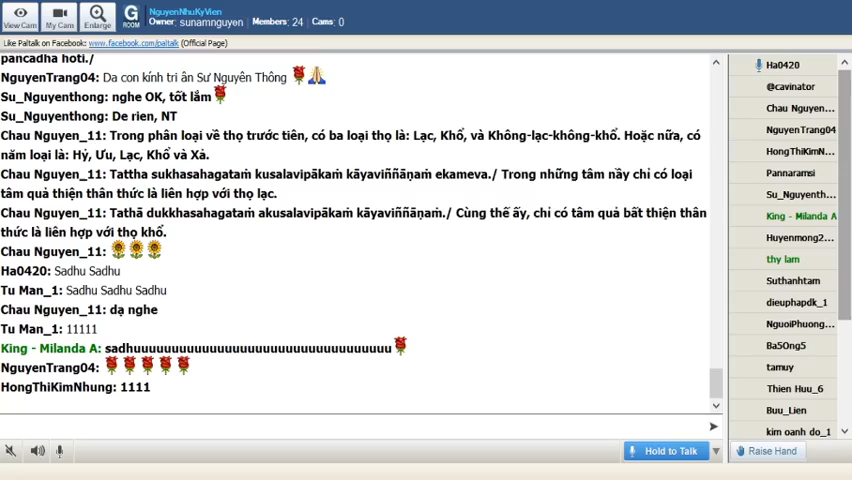 View Cam
My Cam
Enlarge
G
ROOM
NguyenNhuKyVien
Owner: sunamnguyen , Members: 24 , Cams: 0
Like Paltalk on Facebook: www.facebook.com/paltalk (Official Page)
pancadha hoti./
NguyenTrang04: Da con kính tri ân Sư Nguyên Thông
Su_Nguyenthong: nghe OK, tốt lắm
Su_Nguyenthong: De rien, NT
Chau Nguyen_11: Trong phân loại về thọ trước tiên, có ba loại thọ là: Lạc, Khổ, và Không-lạc-không-khổ. Hoặc nữa, có
năm loại là: Hỷ, Ưu, Lạc, Khổ và Xả.
Chau Nguyen_11: Tattha sukhasahagataṁ kusalavipākaṁ kāyaviññāṇaṁ ekameva./ Trong những tâm nầy chỉ có loại
tâm quả thiện thân thức là liên hợp với thọ lạc.
Chau Nguyen_11: Tathā dukkhasahagataṁ akusalavipākaṁ kāyaviññāṇaṁ./ Cùng thế ấy, chỉ có tâm quả bất thiện thân
thức là liên hợp với thọ khổ.
Chau Nguyen_11:
Ha0420: Sadhu Sadhu
Tu Man_1: Sadhu Sadhu Sadhu
Chau Nguyen_11: dạ nghe
Tu Man_1: 11111
King - Milanda A: sadhuuuuuuuuuuuuuuuuuuuuuuuuuuuuuuuuuu
NguyenTrang04:
HongThiKimNhung: 1111
Hold to Talk
Ha0420
@cavinator
Chau Nguyen...
NguyenTrang04
HongThiKimN...
Pannaramsi
Su_Nguyenth...
King - Milanda A
Huyenmong2...
thy lam
Suthanhtam
dieuphapdk_1
NguoiPhuong...
Ba5Ong5
tamuy
Thien Huu_6
Buu_Lien
kim oanh do_1
Raise Hand